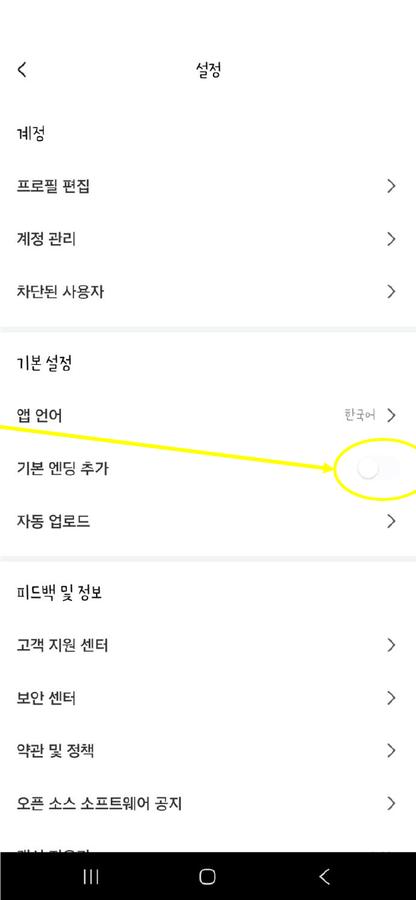 설정
계정
프로필 편집
계정 관리
차단된 사용자
기본 설정
앱 언어 한국어
기본 엔딩 추가
자동 업로드
피드백 및 정보
고객 지원 센터
보안 센터
약관 및 정책
오픈 소스 소프트웨어 공지